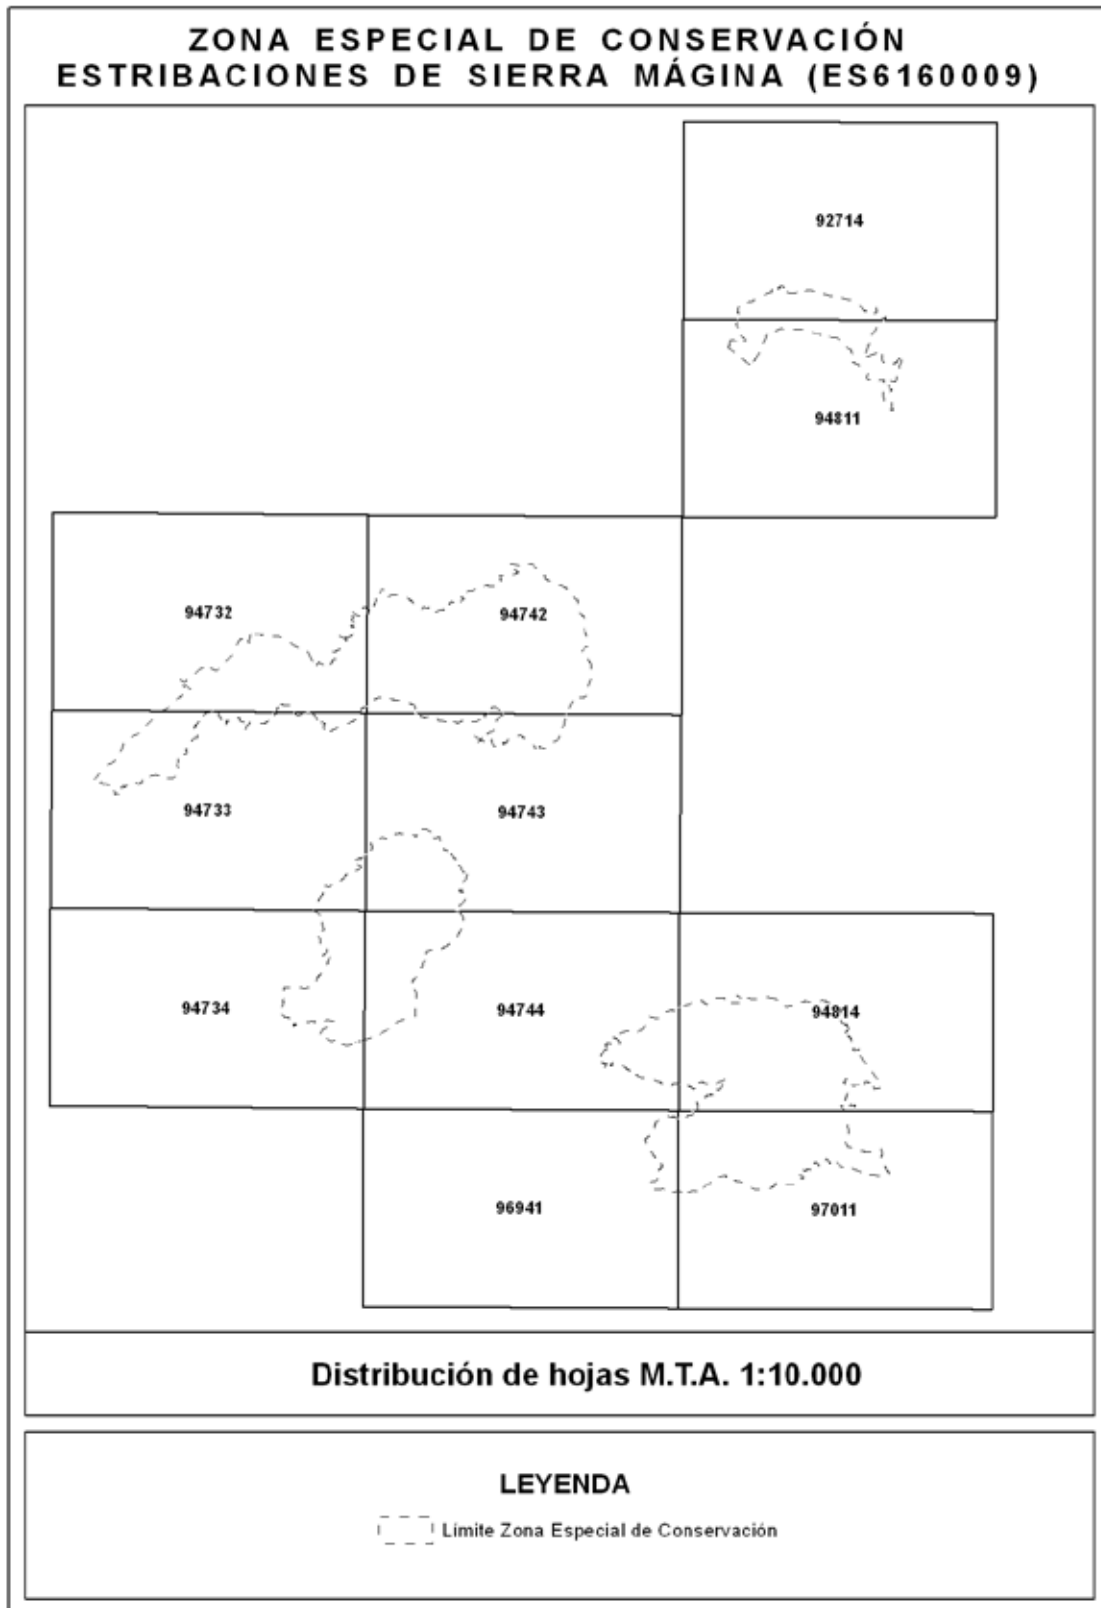 ZONA ESPECIAL DE CONSERVACIÓN
ESTRIBACIONES DE SIERRA MÁGINA (ES6160009)
92714
94811
94732
94742
94733
94743
94734
94744
94814
96941
97011
Distribución de hojas M.T.A. 1:10.000
LEYENDA
Límite Zona Especial de Conservación